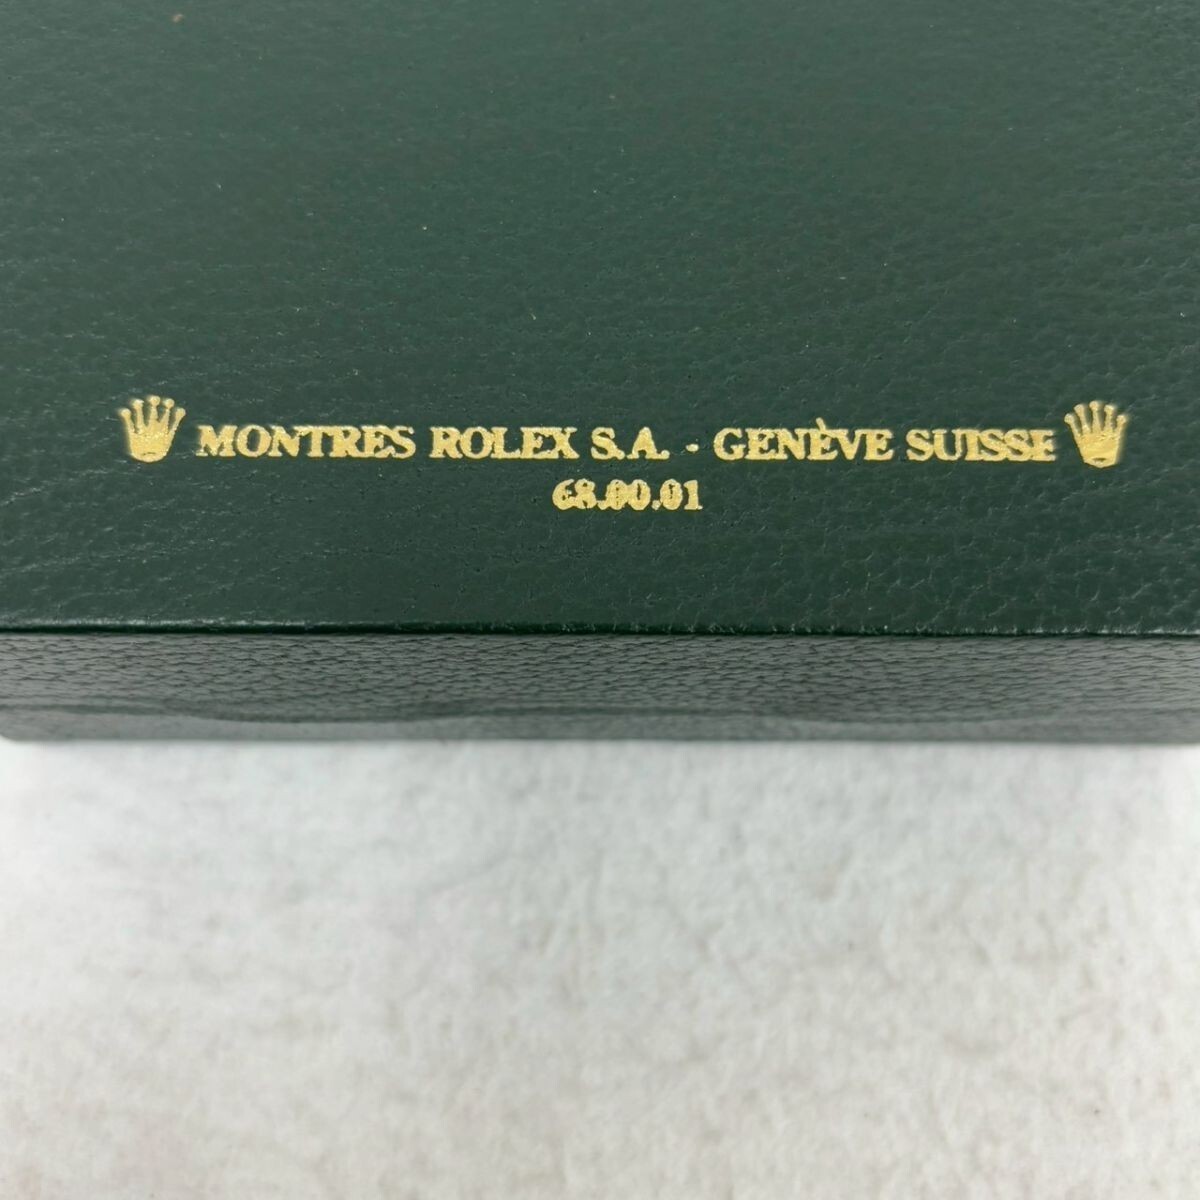 MONTRES ROLEX S.A. - GENÈVE SUISSE
68.00.01